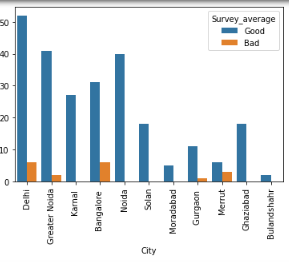 Survey_average
Good
Bad
50
40
30
20
10
0
Delhi
Greater Noida
Karnal
Bangalore
Noida
Solan
Moradabad
Gurgaon
Merrut
Ghaziabad
Bulandshahr
City